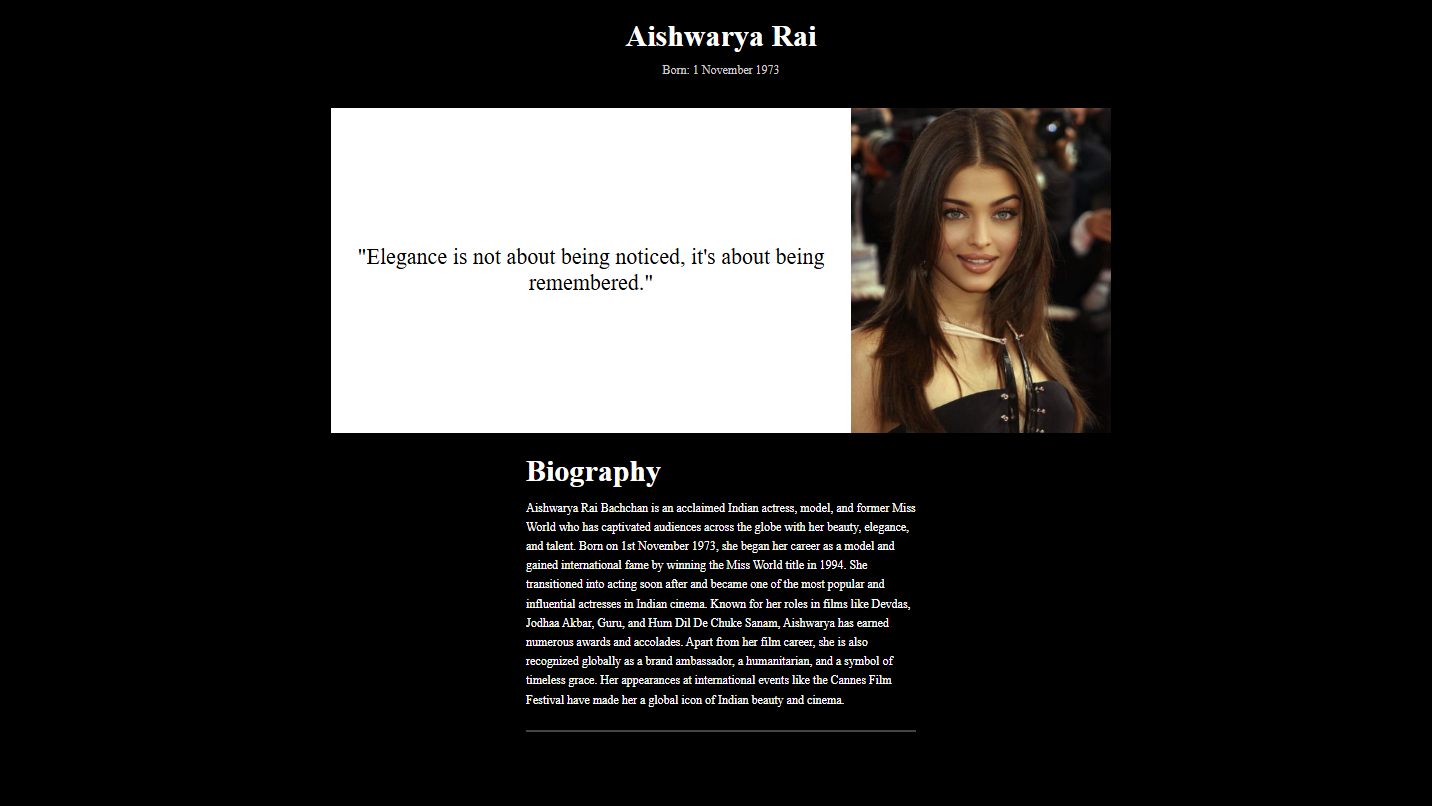 Aishwarya Rai
Born: 1 November 1973
"Elegance is not about being noticed, it's about being
remembered."
Biography
Aishwarya Rai Bachchan is an acclaimed Indian actress, model, and former Miss
World who has captivated audiences across the globe with her beauty, elegance,
and talent. Born on 1st November 1973, she began her career as a model and
gained international fame by winning the Miss World title in 1994. She
transitioned into acting soon after and became one of the most popular and
influential actresses in Indian cinema. Known for her roles in films like Devdas,
Jodhaa Akbar, Guru, and Hum Dil De Chuke Sanam, Aishwarya has earned
numerous awards and accolades. Apart from her film career, she is also
recognized globally as a brand ambassador, a humanitarian, and a symbol of
timeless grace. Her appearances at international events like the Cannes Film
Festival have made her a global icon of Indian beauty and cinema.